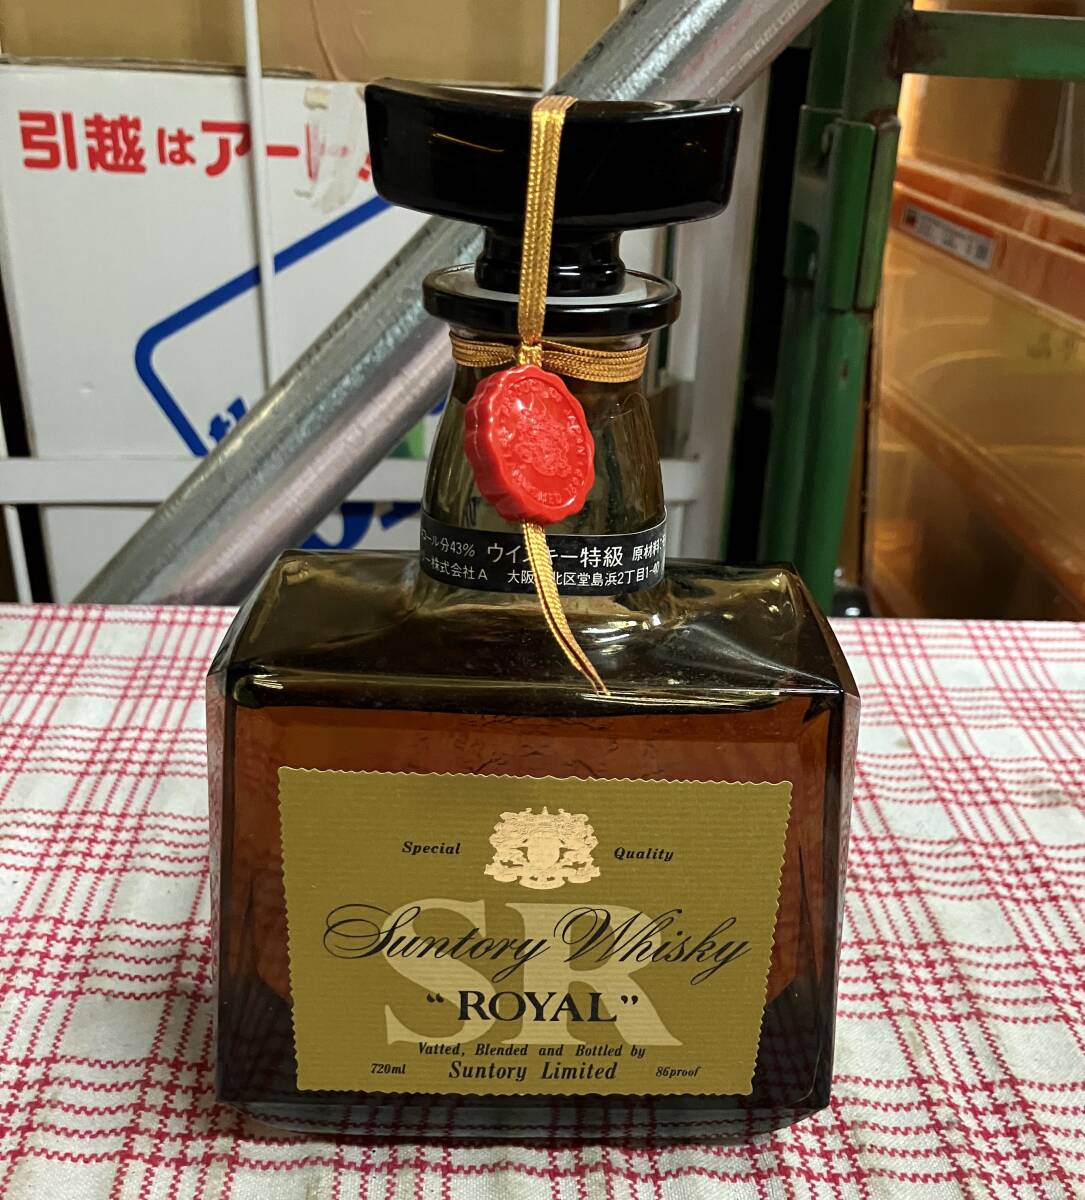 引越はアー
ール分43% ウイスキー特級 原材料
ー株式会社A 大阪 北区堂島浜2丁目1-40
Special Quality
SR
Suntory Whisky
"ROYAL"
Vatted, Blended and Bottled by
720ml Suntory Limited 86proof